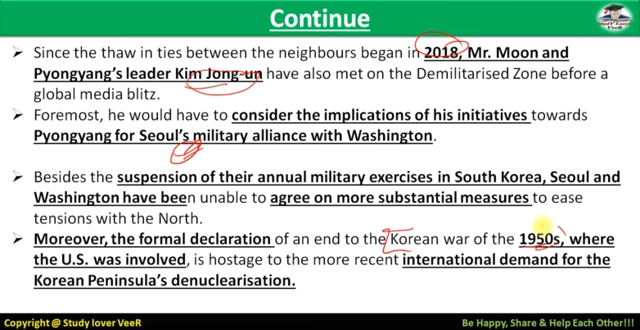 Continue
STUDY LOVER
VEER
➢ Since the thaw in ties between the neighbours began in 2018, Mr. Moon and
Pyongyang's leader Kim Jong-un have also met on the Demilitarised Zone before a
global media blitz.
➢ Foremost, he would have to consider the implications of his initiatives towards
Pyongyang for Seoul's military alliance with Washington.
➢ Besides the suspension of their annual military exercises in South Korea, Seoul and
Washington have been unable to agree on more substantial measures to ease
tensions with the North.
➢ Moreover, the formal declaration of an end to the Korean war of the 1950s, where
the U.S. was involved, is hostage to the more recent international demand for the
Korean Peninsula's denuclearisation.
Copyright @ Study lover VeeR
Be Happy, Share & Help Each Other!!!